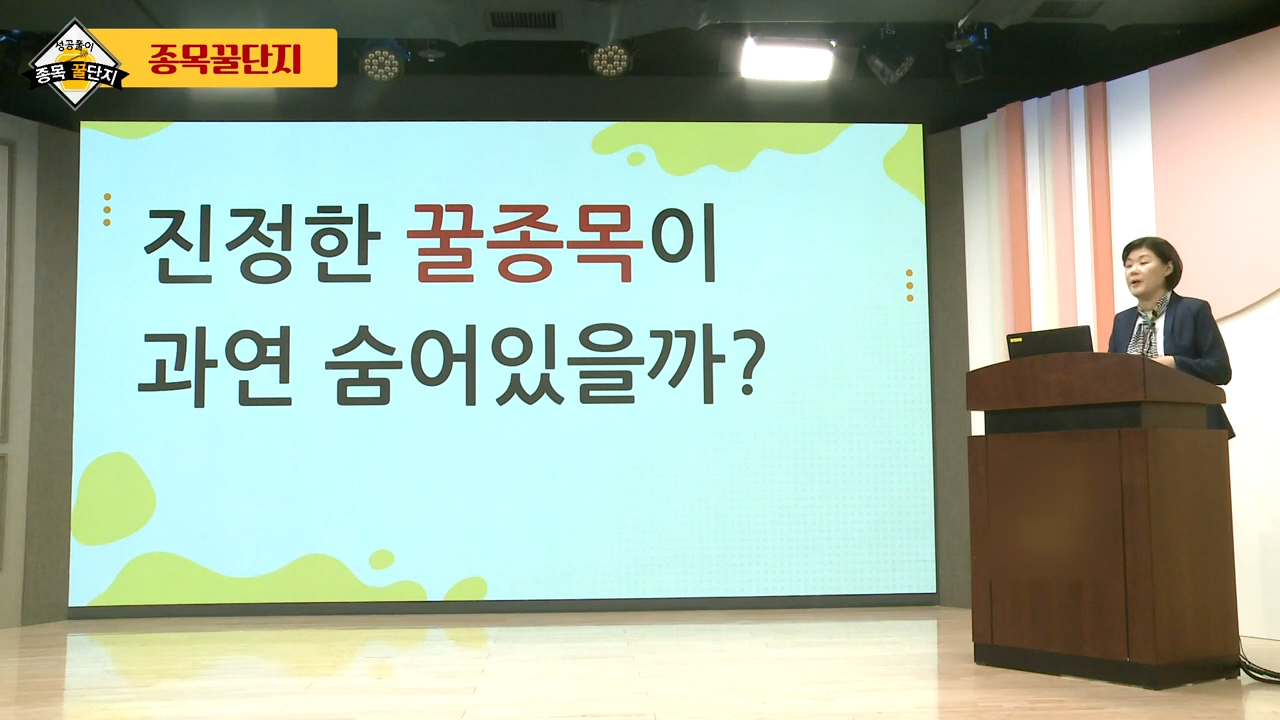 성공풀이
종목 꿀단지
종목꿀단지
진정한 꿀종목이
과연 숨어있을까?